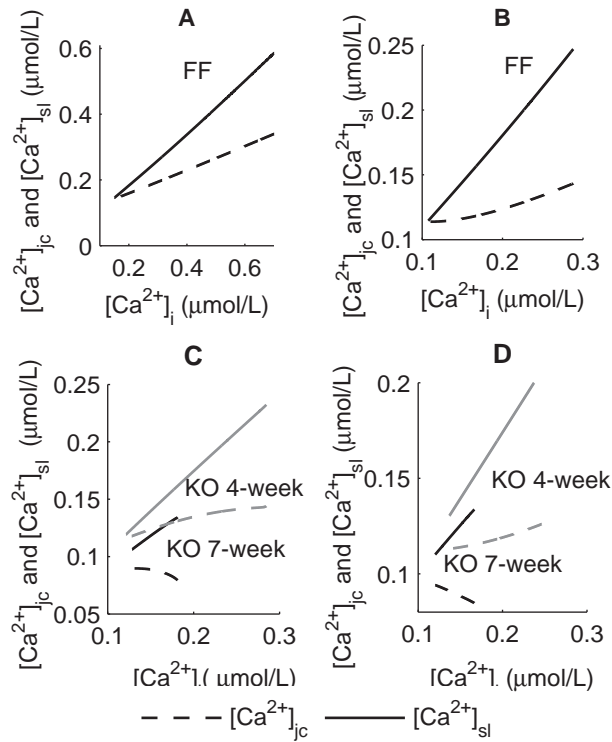 A
[Ca2+]jc and [Ca2+]sl (μmol/L)
0.6
0.4
0.2
0
FF
0.2 0.4 0.6
[Ca2+]i (μmol/L)
B
[Ca2+]jc and [Ca2+]sl (μmol/L)
0.25
0.2
0.15
0.1
FF
0.1 0.2 0.3
[Ca2+]i (μmol/L)
C
[Ca2+]jc and [Ca2+]sl (μmol/L)
0.25
0.2
0.15
0.1
0.05
KO 4-week
KO 7-week
0.1 0.2 0.3
[Ca2+]. ( μmol/L)
D
[Ca2+]jc and [Ca2+]sl (μmol/L)
0.2
0.15
0.1
KO 4-week
KO 7-week
0.1 0.2 0.3
[Ca2+]. (μmol/L)
[Ca2+]jc [Ca2+]sl